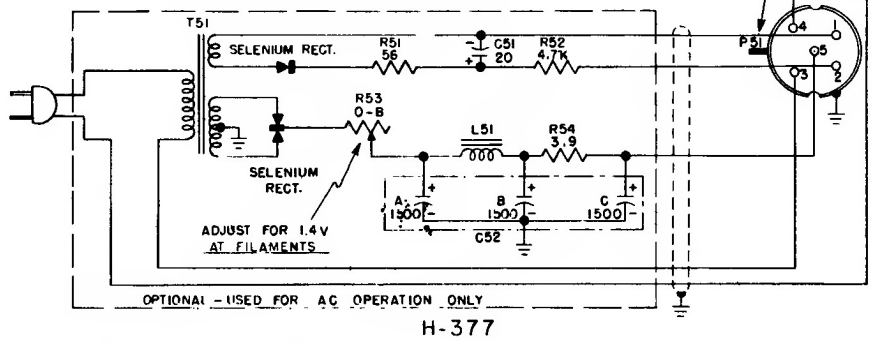 T51
SELENIUM RECT.
R51
56
C51
20
R52
4.7K
P51
4
1
5
3
2
R53
0-B
SELENIUM
RECT.
ADJUST FOR 1.4V
AT FILAMENTS
L51
R54
3.9
A
1500
B
1500
C
1500
C52
OPTIONAL - USED FOR AC OPERATION ONLY
H-377